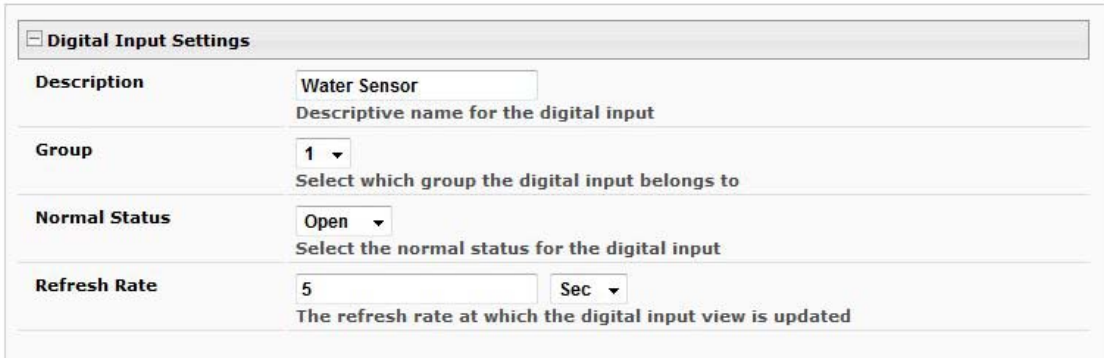 Digital Input Settings
Description
Water Sensor
Descriptive name for the digital input
Group
1
Select which group the digital input belongs to
Normal Status
Open
Select the normal status for the digital input
Refresh Rate
5 Sec
The refresh rate at which the digital input view is updated